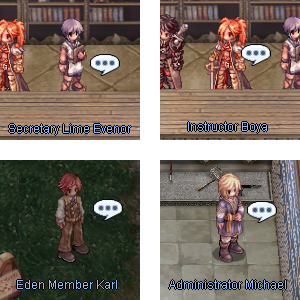 Secretary Lime Evenor
Instructor Boya
Eden Member Karl
Administrator Michael